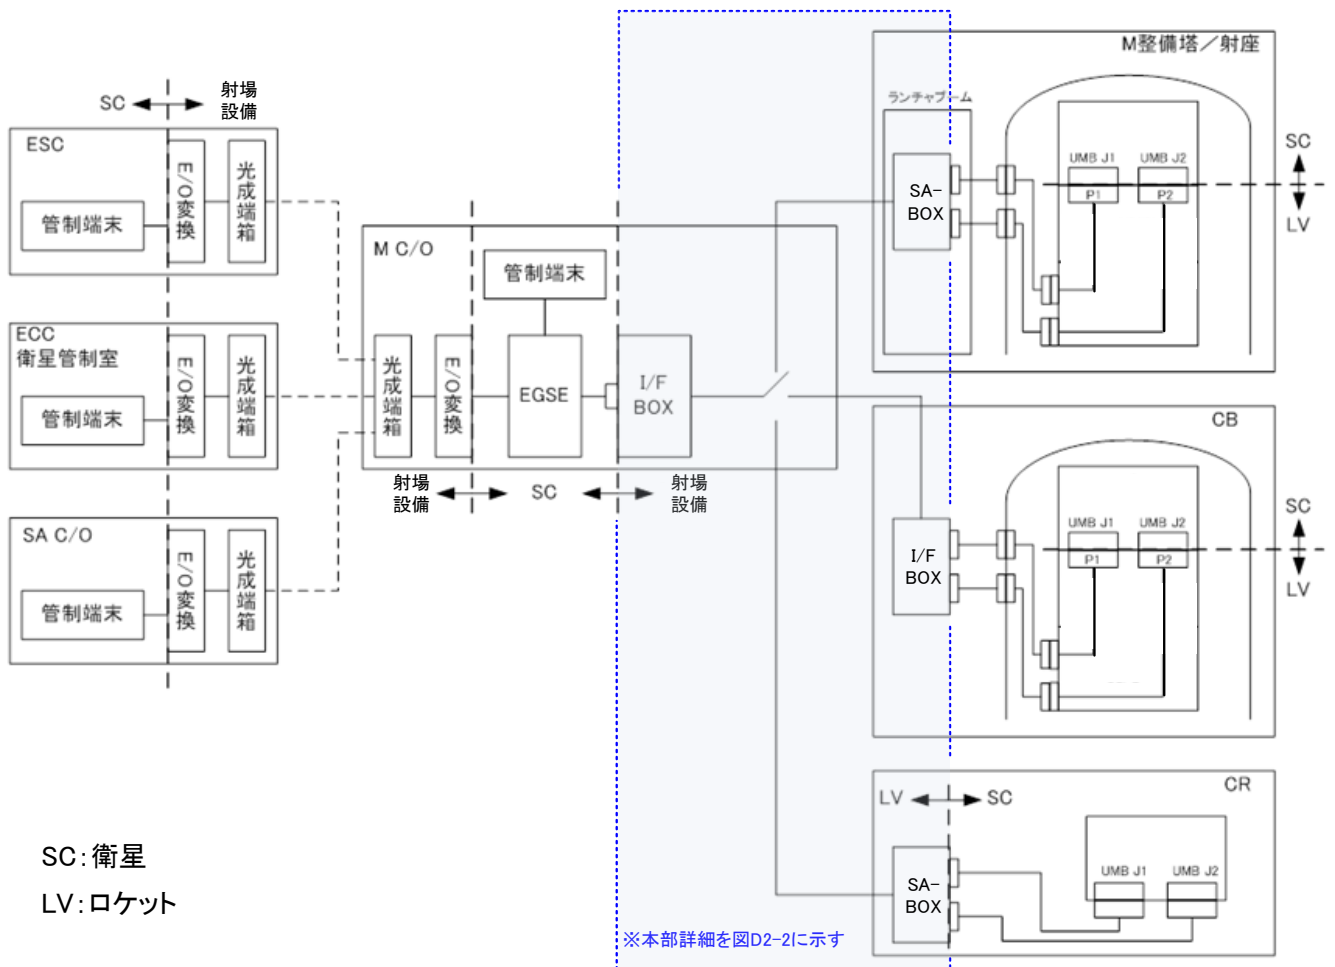 SC
射場
設備
ESC
管制端末
E/O変換
光成端箱
ECC
衛星管制室
管制端末
E/O変換
光成端箱
SA C/O
管制端末
E/O変換
光成端箱
M C/O
管制端末
光成端箱
E/O変換
EGSE
I/F
BOX
射場
設備
SC
射場
設備
M整備塔／射座
ランチャブーム
SA-
BOX
UMB J1
UMB J2
P1
P2
SC
LV
CB
I/F
BOX
UMB J1
UMB J2
P1
P2
SC
LV
CR
LV
SC
SA-
BOX
UMB J1
UMB J2
※本部詳細を図D2-2に示す
SC:衛星
LV:ロケット